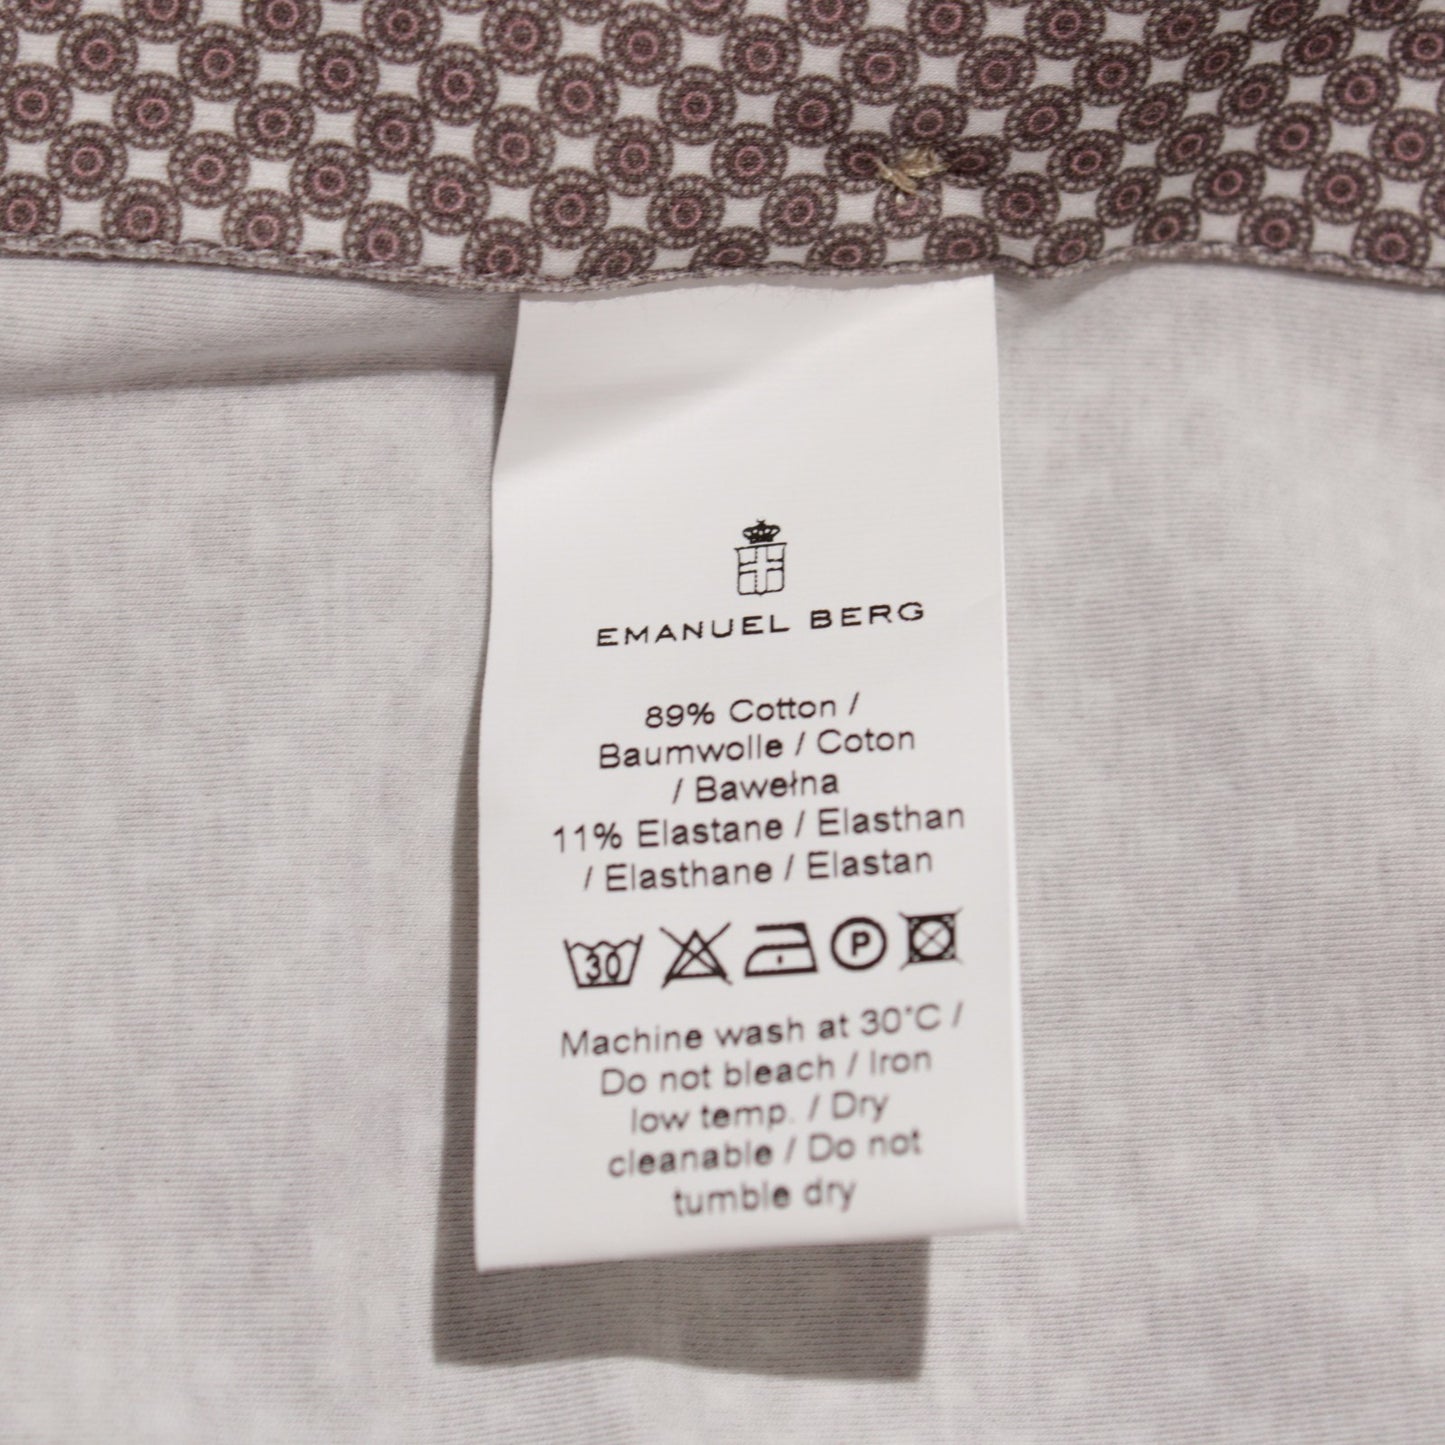 EMANUEL BERG
89% Cotton /
Baumwolle / Coton
/ Bawełna
11% Elastane / Elasthan
/ Elasthane / Elastan
30 P
Machine wash at 30°C /
Do not bleach / Iron
low temp. / Dry
cleanable / Do not
tumble dry